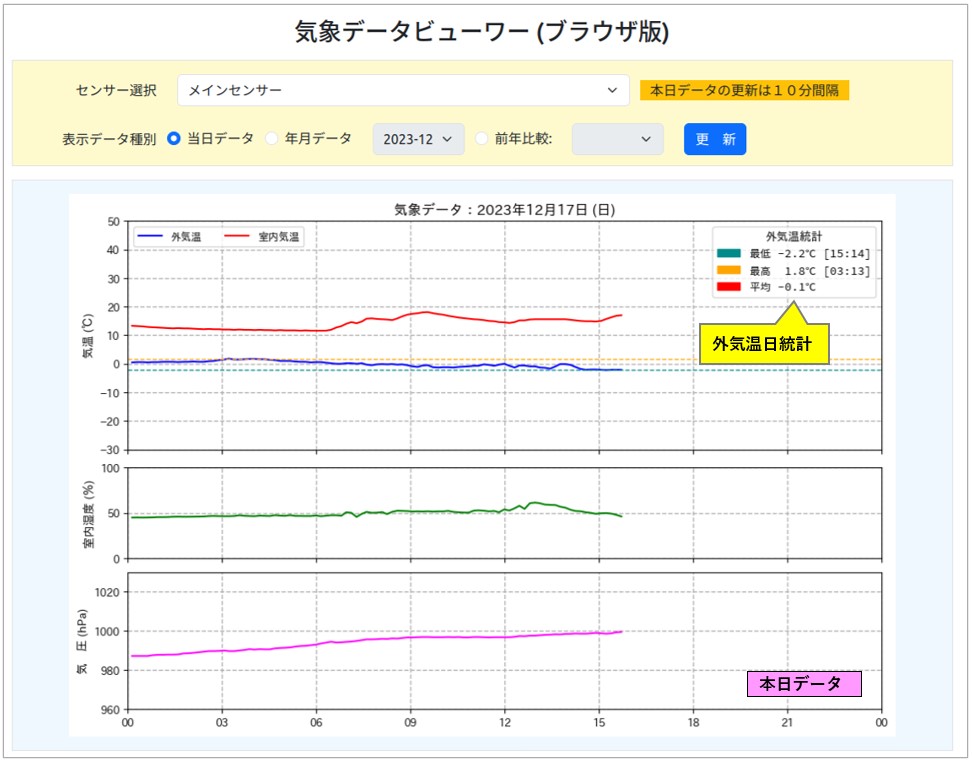 気象データビューワー (ブラウザ版)
センサー選択 メインセンサー 本日データの更新は１０分間隔
表示データ種別 当日データ 年月データ 2023-12 前年比較: 更 新
気象データ：2023年12月17日 (日)
外気温 室内気温
外気温統計
最低 -2.2℃ [15:14]
最高 1.8℃ [03:13]
平均 -0.1℃
外気温日統計
気温 (℃)
50
40
30
20
10
0
−10
−20
−30
室内湿度 (%)
100
50
0
気 圧 (hPa)
1020
1000
980
960
本日データ
00 03 06 09 12 15 18 21 00